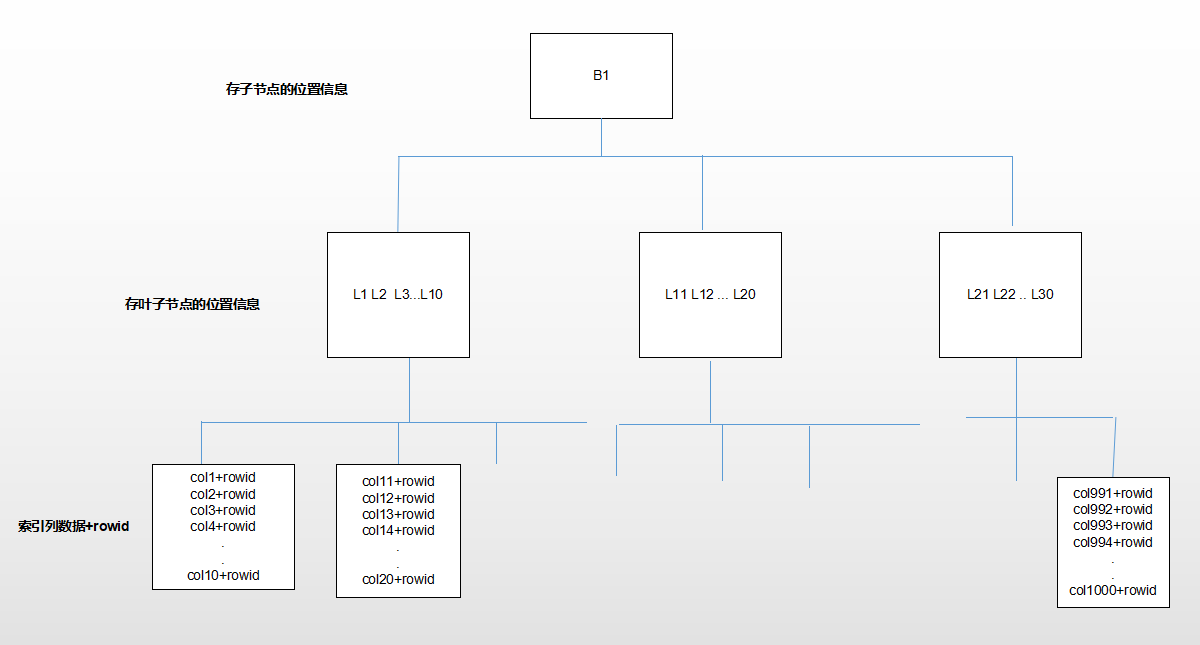 B1
存子节点的位置信息
L1 L2 L3...L10
L11 L12 ... L20
L21 L22 .. L30
存叶子节点的位置信息
索引列数据+rowid
col1+rowid
col2+rowid
col3+rowid
col4+rowid
.
.
col10+rowid
col11+rowid
col12+rowid
col13+rowid
col14+rowid
.
.
col20+rowid
col991+rowid
col992+rowid
col993+rowid
col994+rowid
.
.
col1000+rowid